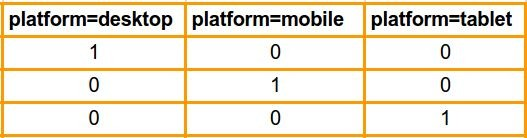 platform=desktop platform=mobile platform=tablet
1 0 0
0 1 0
0 0 1